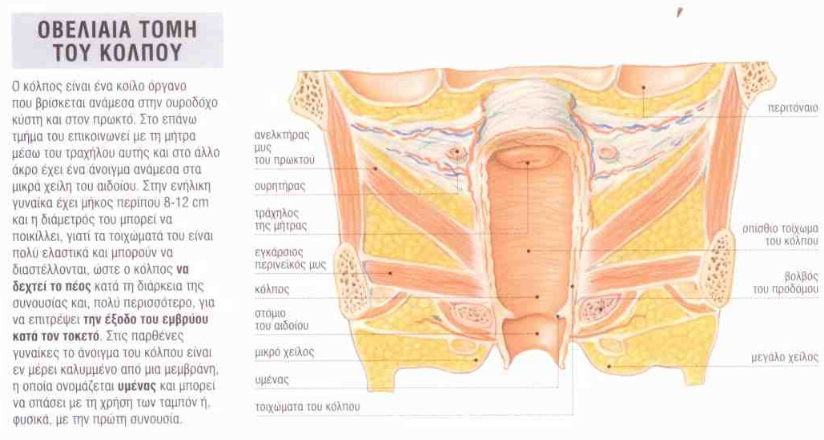 ΟΒΕΛΙΑΙΑ ΤΟΜΗ
ΤΟΥ ΚΟΛΠΟΥ
Ο κόλπος είναι ένα κοίλο όργανο
που βρίσκεται ανάμεσα στην ουροδόχο
κύστη και στον πρωκτό. Στο επάνω
τμήμα του επικοινωνεί με τη μήτρα
μέσω του τραχήλου αυτής και στο άλλο
άκρο έχει ένα άνοιγμα ανάμεσα στα
μικρά χείλη του αιδοίου. Στην ενήλικη
γυναίκα έχει μήκος περίπου 8-12 cm
και η διάμετρός του μπορεί να
ποικίλλει, γιατί τα τοιχώματά του είναι
πολύ ελαστικά και μπορούν να
διαστέλλονται, ώστε ο κόλπος να
δεχτεί το πέος κατά τη διάρκεια της
συνουσίας και, πολύ περισσότερο, για
να επιτρέψει την έξοδο του εμβρύου
κατά τον τοκετό. Στις παρθένες
γυναίκες το άνοιγμα του κόλπου είναι
εν μέρει καλυμμένο από μια μεμβράνη,
η οποία ονομάζεται υμένας και μπορεί
να σπάσει με τη χρήση των ταμπόν ή,
φυσικά, με την πρώτη συνουσία.
ανελκτήρας
μυς
του πρωκτού
ουρητήρας
τράχηλος
της μήτρας
εγκάρσιος
περινεϊκός μυς
κόλπος
στόμιο
του αιδοίου
μικρό χείλος
υμένας
τοιχώματα του κόλπου
περιτόναιο
οπίσθιο τοίχωμα
του κόλπου
βολβός
του προδόμου
μεγάλο χείλος